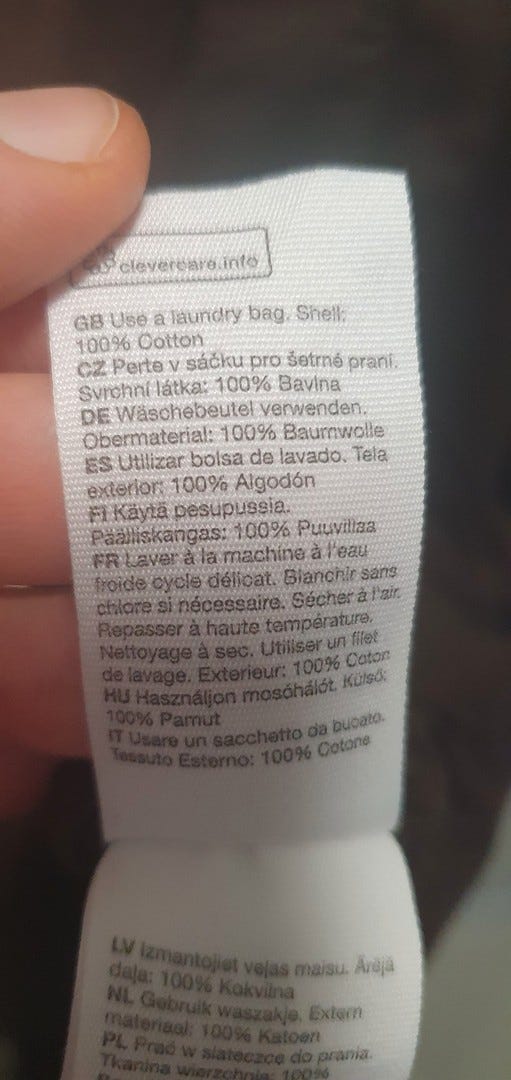 clevercare.info
GB Use a laundry bag. Shell:
100% Cotton
CZ Perte v sáčku pro šetrné praní.
Svrchní látka: 100% Bavlna
DE Wäschebeutel verwenden.
Obermaterial: 100% Baumwolle
ES Utilizar bolsa de lavado. Tela
exterior: 100% Algodón
FI Käytä pesupussia.
Päälliskangas: 100% Puuvillaa
FR Laver à la machine à l'eau
froide cycle délicat. Blanchir sans
chlore si nécessaire. Sécher à l'air.
Repasser à haute température.
Nettoyage à sec. Utiliser un filet
de lavage. Exterieur: 100% Coton
HU Használjon mosóhálót. Külső:
100% Pamut
IT Usare un sacchetto da bucato.
Tessuto Esterno: 100% Cotone
LV Izmantojiet veļas maisu. Ārējā
daļa: 100% Kokvilna
NL Gebruik waszakje. Extern
materiaal: 100% Katoen
PL Prać w siateczce do prania.
Tkanina wierzchnia: 100%